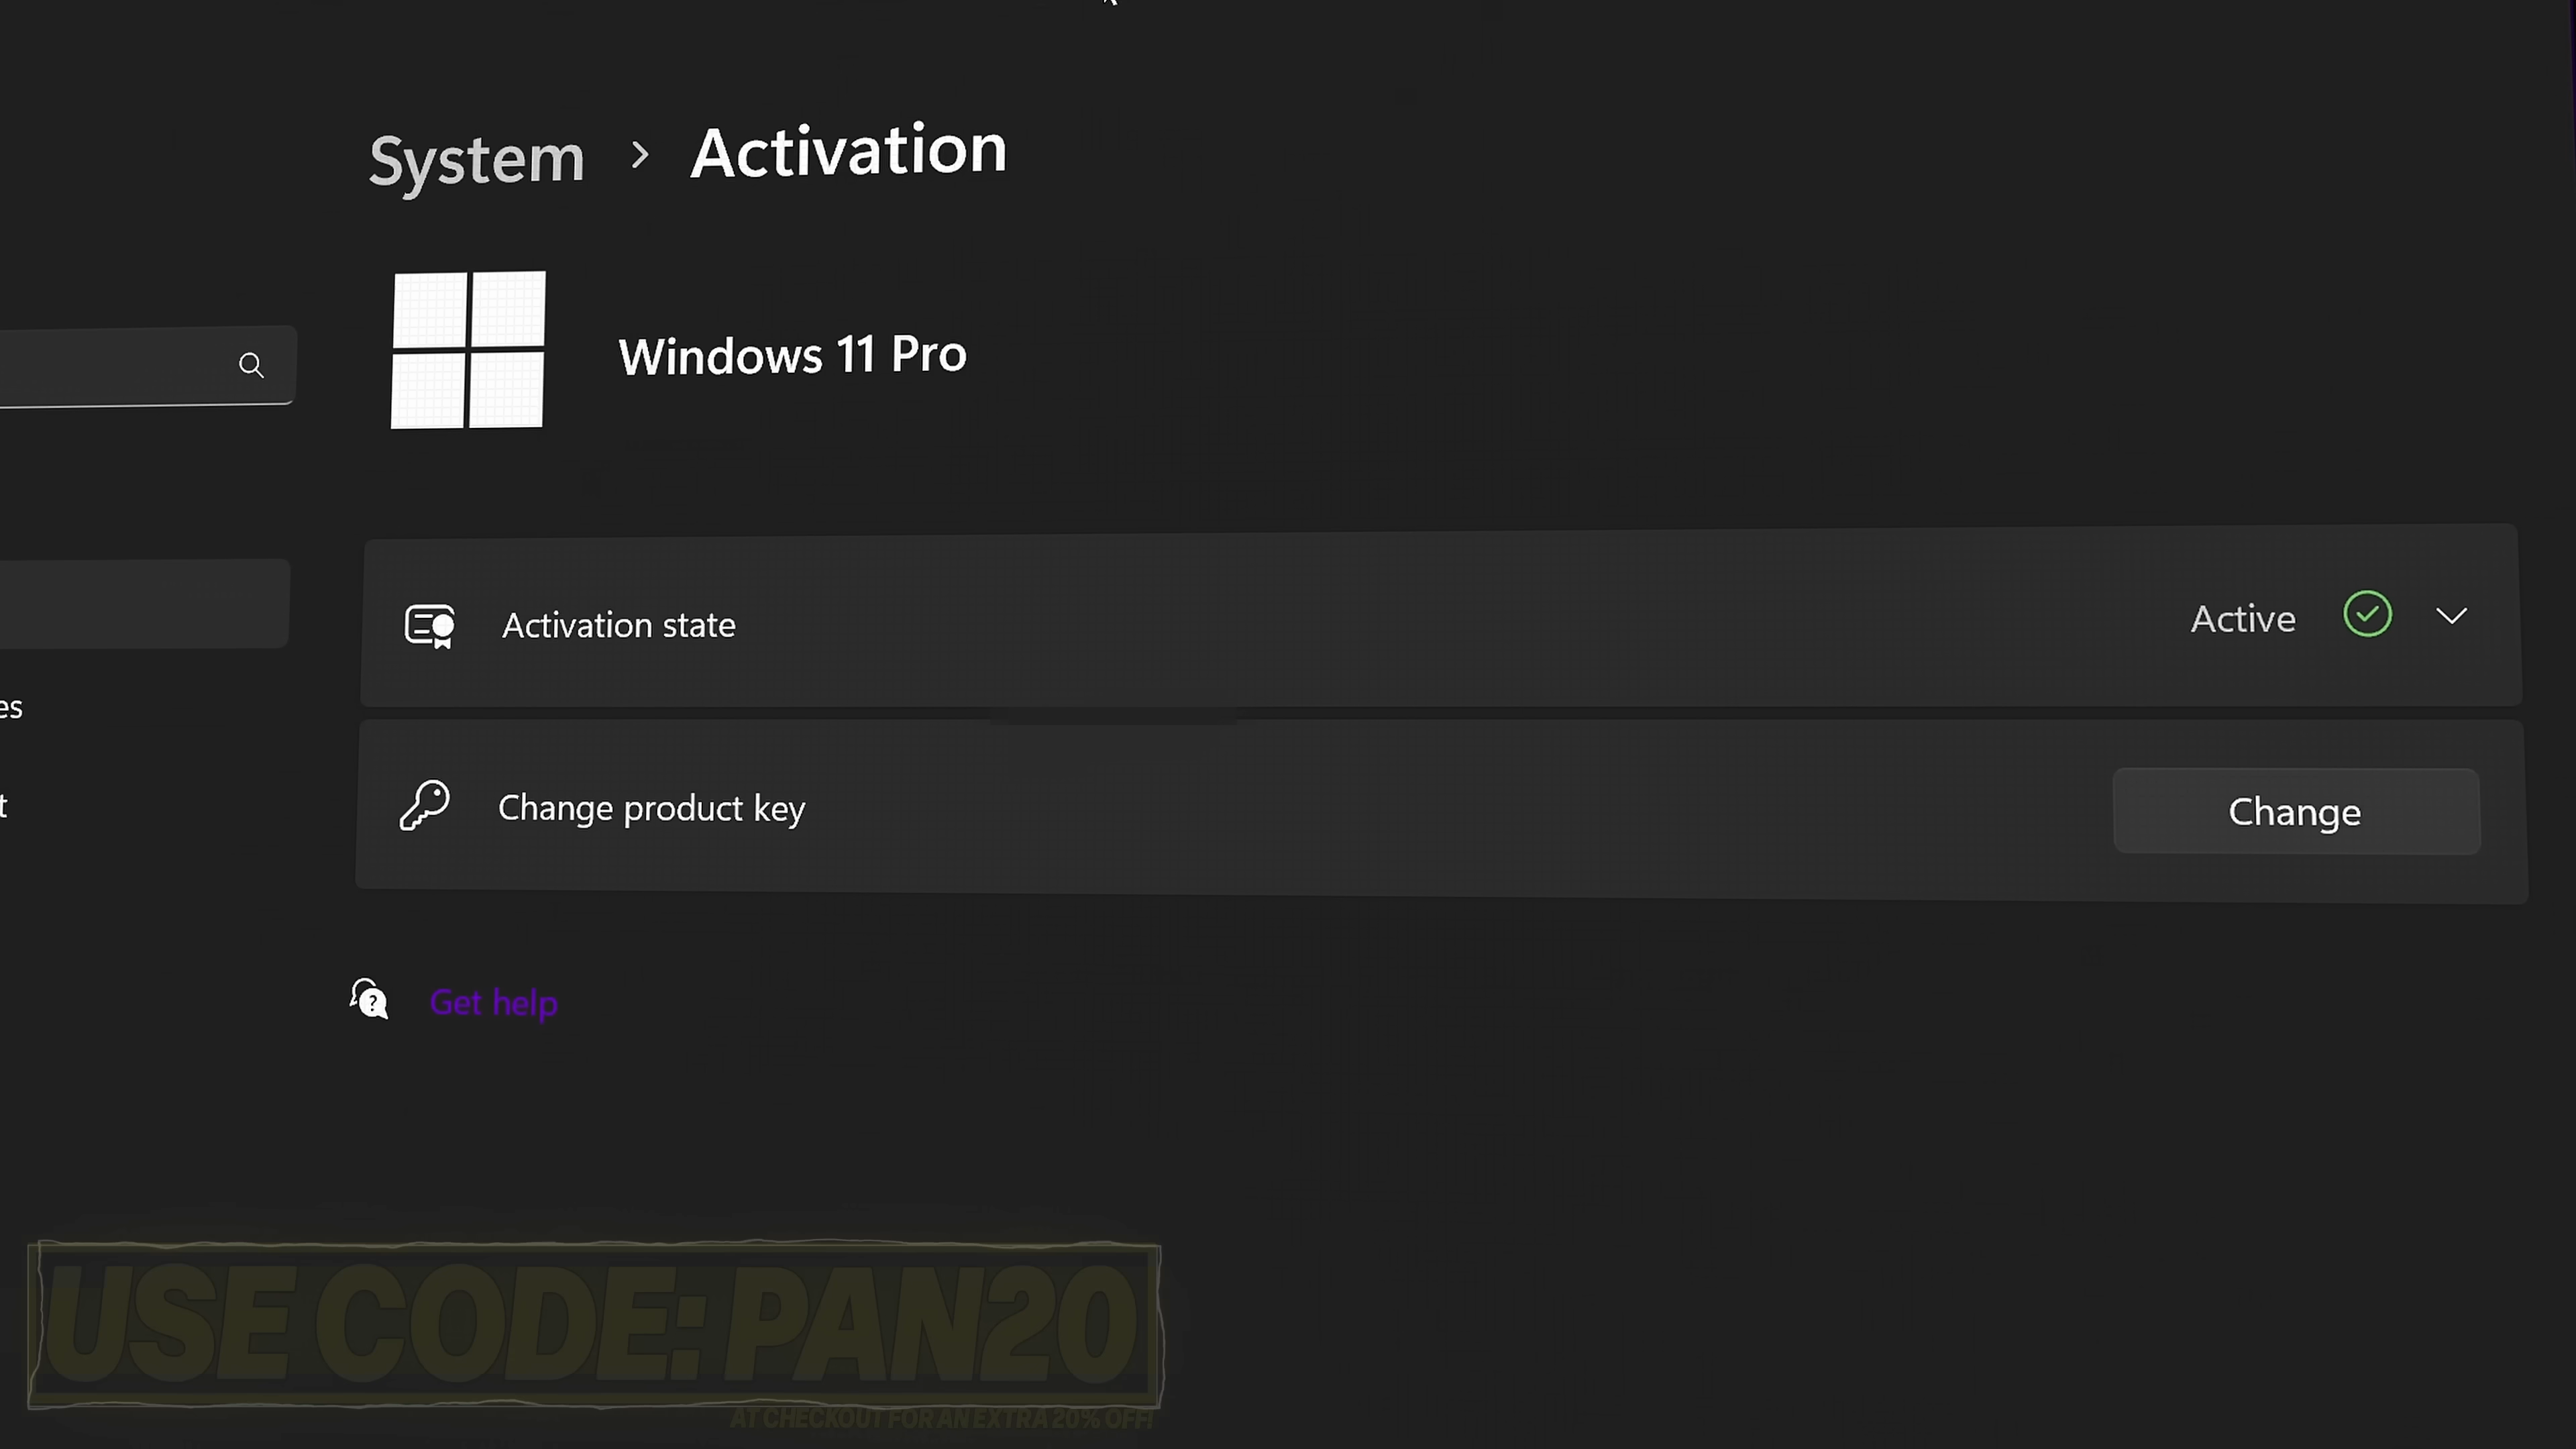 System > Activation
Windows 11 Pro
Activation state
Active
es
Change product key
Change
t
Get help
USE CODE: PAN20
AT CHECKOUT FOR AN EXTRA 20% OFF!